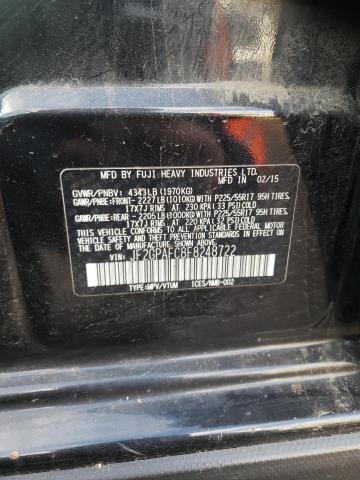 MFD BY FUJI HEAVY INDUSTRIES LTD. MFD IN 02/15
GVWR/PNBV: 4343LB (1970KG)
GAWR/PNBE:FRONT- 2227LB(1010KG) WITH P225/55R17 95H TIRES,
17X7J RIMS AT 230 KPA(33 PSI)COLD
GAWR/PNBE:REAR - 2205LB(1000KG) WITH P225/55R17 95H TIRES,
17X7J RIMS AT 220 KPA(32 PSI)COLD
THIS VEHICLE CONFORMS TO ALL APPLICABLE
FEDERAL MOTOR VEHICLE SAFETY, BUMPER, AND
THEFT PREVENTION STANDARDS IN EFFECT ON THE
DATE OF MANUFACTURE SHOWN ABOVE.
VIN: JF2GPAFC8F8248722
TYPE:MPV/VTUM ICES/NMB-002